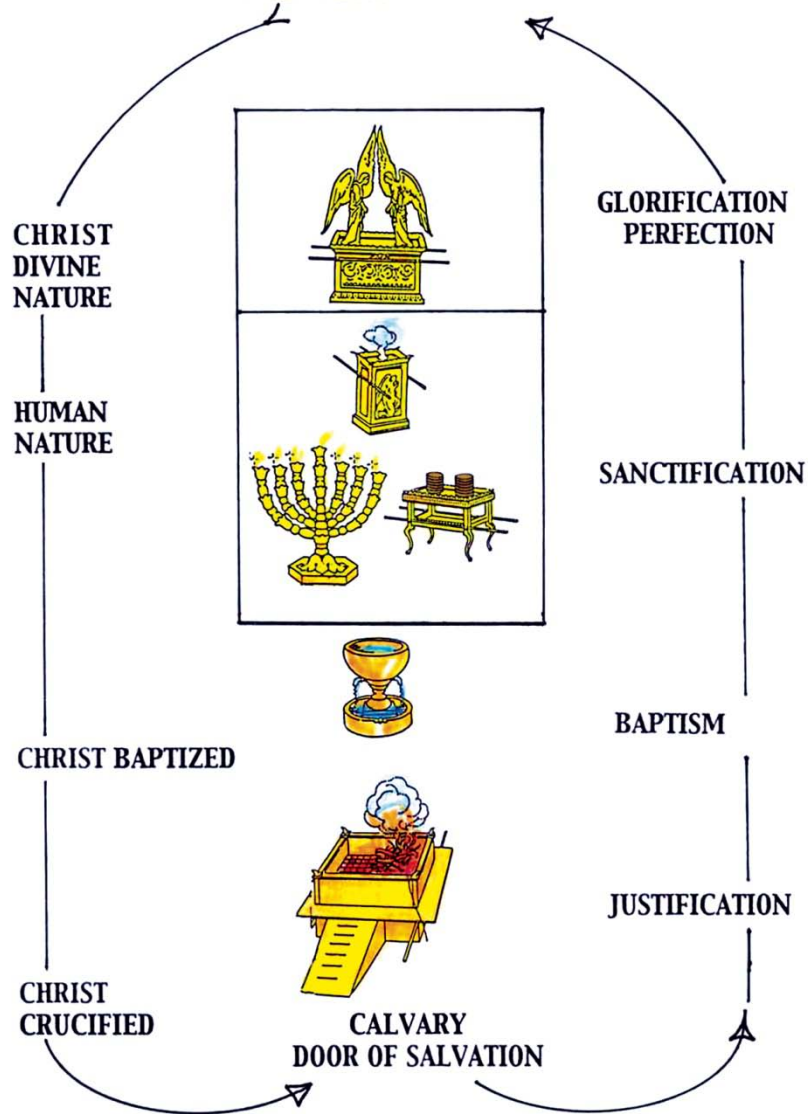 CHRIST
DIVINE
NATURE
HUMAN
NATURE
CHRIST BAPTIZED
CHRIST
CRUCIFIED
CALVARY
DOOR OF SALVATION
JUSTIFICATION
BAPTISM
SANCTIFICATION
GLORIFICATION
PERFECTION